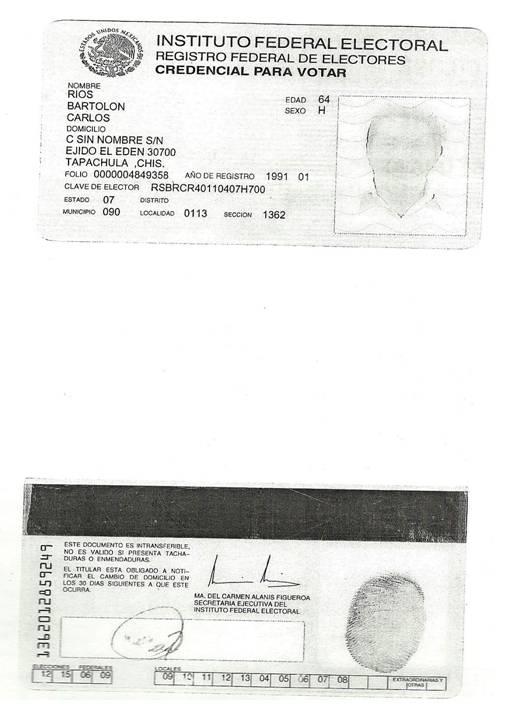 ESTADOS UNIDOS MEXICANOS
INSTITUTO FEDERAL ELECTORAL
REGISTRO FEDERAL DE ELECTORES
CREDENCIAL PARA VOTAR
NOMBRE
RIOS
BARTOLON
CARLOS
EDAD 64
SEXO H
DOMICILIO
C SIN NOMBRE S/N
EJIDO EL EDEN 30700
TAPACHULA ,CHIS.
FOLIO 0000004849358 AÑO DE REGISTRO 1991 01
CLAVE DE ELECTOR RSBRCR40110407H700
ESTADO 07 DISTRITO
MUNICIPIO 090 LOCALIDAD 0113 SECCION 1362
ESTE DOCUMENTO ES INTRANSFERIBLE,
NO ES VALIDO SI PRESENTA TACHA-
DURAS O ENMENDADURAS.
EL TITULAR ESTA OBLIGADO A NOTI-
FICAR EL CAMBIO DE DOMICILIO EN
LOS 30 DIAS SIGUIENTES A QUE ESTE
OCURRA.
MA. DEL CARMEN ALANIS FIGUEROA
SECRETARIA EJECUTIVA DEL
INSTITUTO FEDERAL ELECTORAL
ELECCIONES FEDERALES
12 15 06 09
LOCALES
09 10 11 12 13 04 05 06 07 08
EXTRAORDINARIAS Y
OTRAS